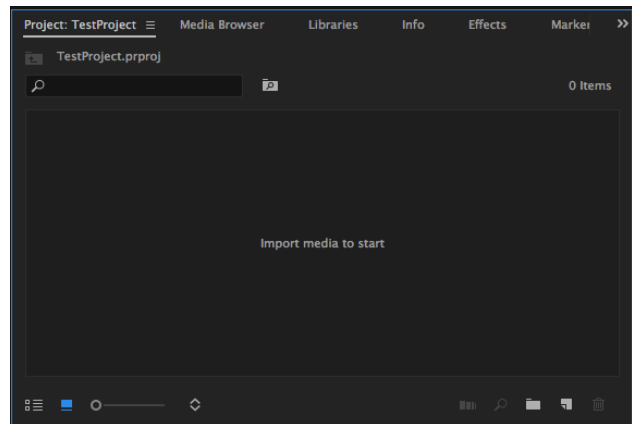 Project: TestProject Media Browser Libraries Info Effects Marker
TestProject.prproj
0 Items
Import media to start